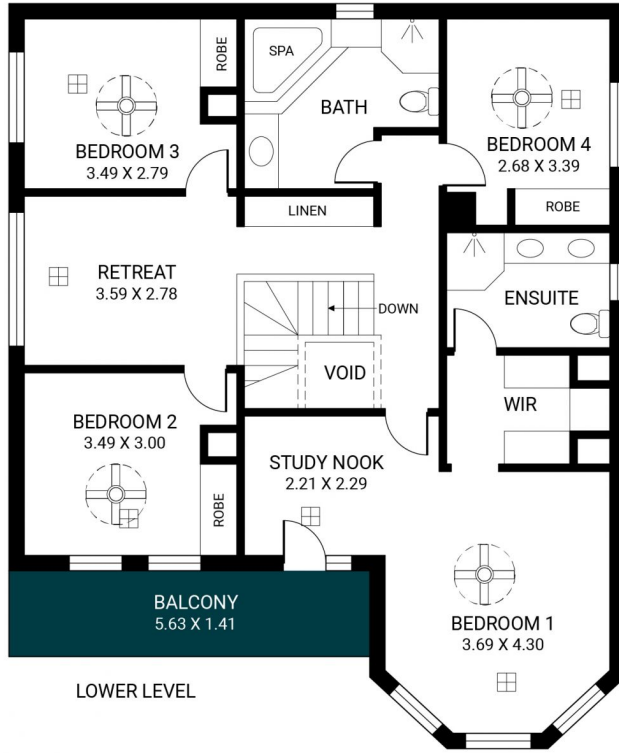 SPA
ROBE
BATH
BEDROOM 3
3.49 X 2.79
BEDROOM 4
2.68 X 3.39
ROBE
LINEN
RETREAT
3.59 X 2.78
ENSUITE
DOWN
VOID
WIR
BEDROOM 2
3.49 X 3.00
STUDY NOOK
2.21 X 2.29
ROBE
BALCONY
5.63 X 1.41
BEDROOM 1
3.69 X 4.30
LOWER LEVEL